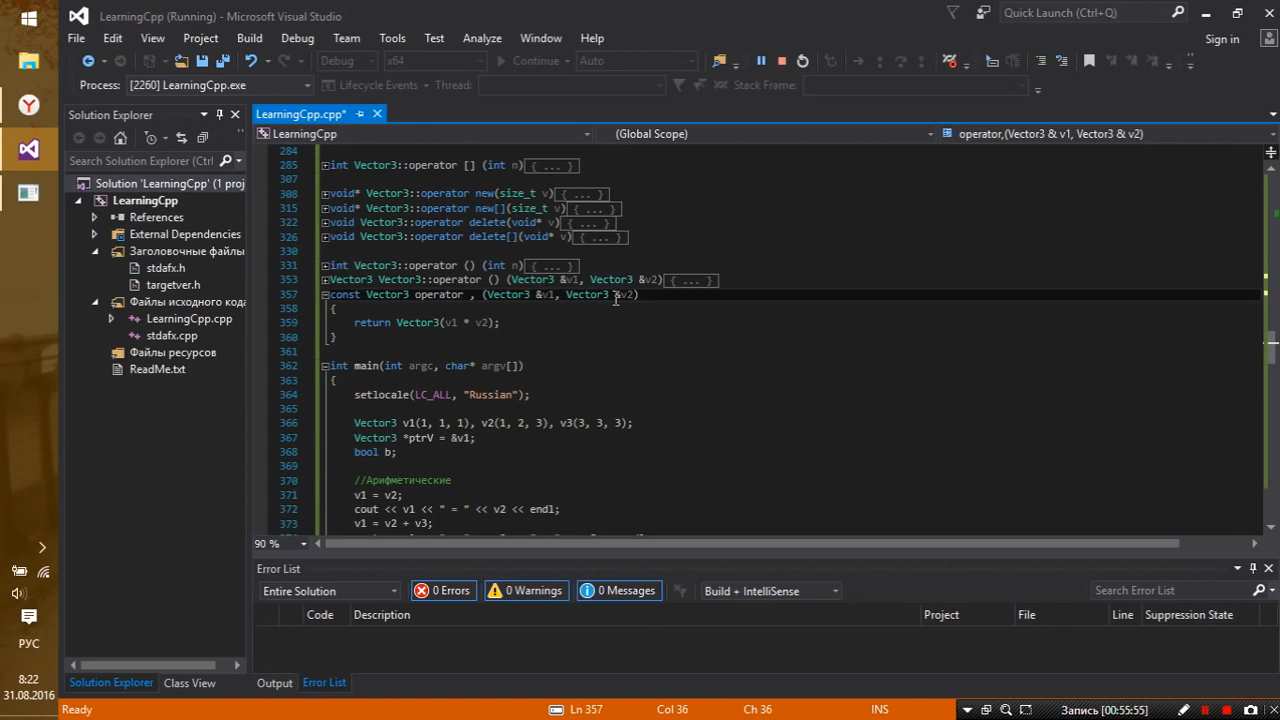 LearningCpp (Running) - Microsoft Visual Studio
Quick Launch (Ctrl+Q)
File Edit View Project Build Debug Team Tools Test Analyze Window Help
Sign in
Debug x64 Continue Auto
Process: [2260] LearningCpp.exe Lifecycle Events Thread: Stack Frame:
Solution Explorer
LearningCpp.cpp*
LearningCpp (Global Scope) operator,(Vector3 & v1, Vector3 & v2)
Search Solution Explorer (Ctrl
Solution 'LearningCpp' (1 proj
LearningCpp
References
External Dependencies
Заголовочные файлы
stdafx.h
targetver.h
Файлы исходного кода
LearningCpp.cpp
stdafx.cpp
Файлы ресурсов
ReadMe.txt
284
285 int Vector3::operator [] (int n){ ... }
307
308 void* Vector3::operator new(size_t v){ ... }
315 void* Vector3::operator new[](size_t v){ ... }
322 void Vector3::operator delete(void* v){ ... }
326 void Vector3::operator delete[](void* v){ ... }
330
331 int Vector3::operator () (int n){ ... }
353 Vector3 Vector3::operator () (Vector3 &v1, Vector3 &v2){ ... }
357 const Vector3 operator , (Vector3 &v1, Vector3 &v2)
358 {
359 return Vector3(v1 * v2);
360 }
361
362 int main(int argc, char* argv[])
363 {
364 setlocale(LC_ALL, "Russian");
365
366 Vector3 v1(1, 1, 1), v2(1, 2, 3), v3(3, 3, 3);
367 Vector3 *ptrV = &v1;
368 bool b;
369
370 //Арифметические
371 v1 = v2;
372 cout << v1 << " = " << v2 << endl;
373 v1 = v2 + v3;
90 %
Error List
Entire Solution 0 Errors 0 Warnings 0 Messages Build + IntelliSense Search Error List
Code Description Project File Line Suppression State
Solution Explorer Class View Output Error List
Ready Ln 357 Col 36 Ch 36 INS
Запись [00:55:55]
РУС
8:22
31.08.2016